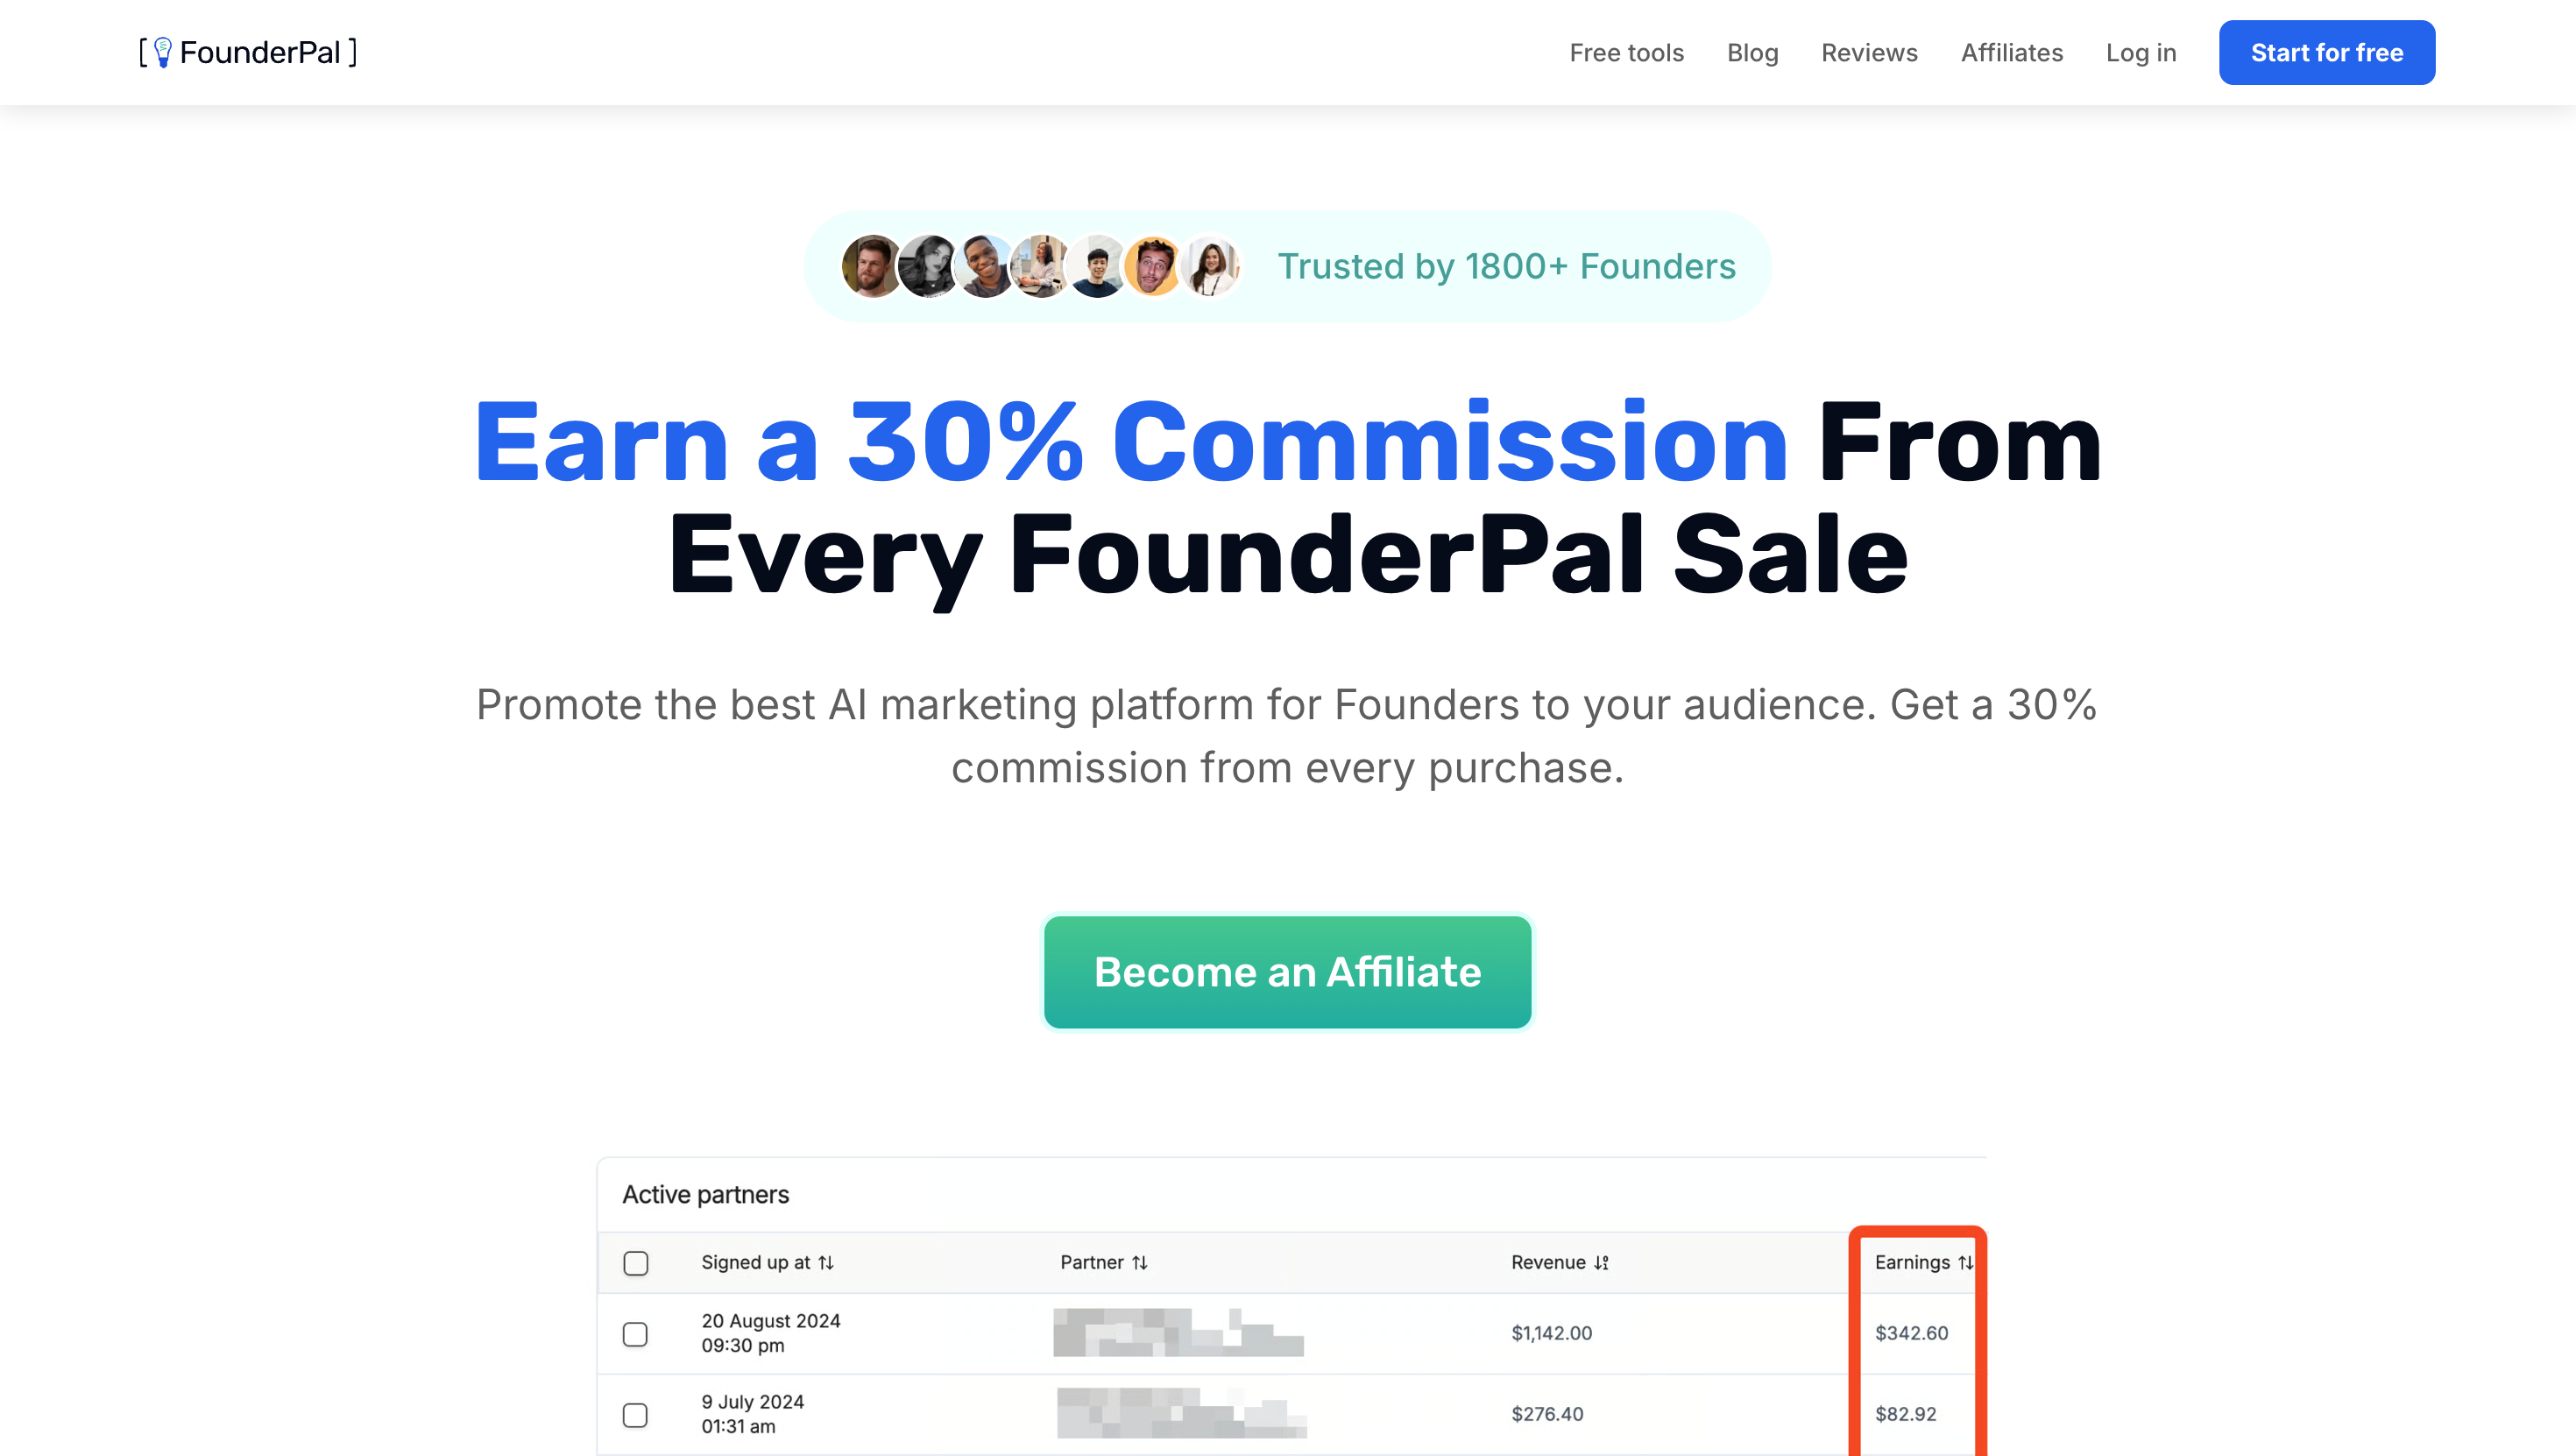 [ FounderPal ]
Free tools Blog Reviews Affiliates Log in Start for free
Trusted by 1800+ Founders
Earn a 30% Commission From
Every FounderPal Sale
Promote the best AI marketing platform for Founders to your audience. Get a 30%
commission from every purchase.
Become an Affiliate
Active partners
Signed up at Partner Revenue Earnings
20 August 2024
09:30 pm
$1,142.00 $342.60
9 July 2024
01:31 am
$276.40 $82.92